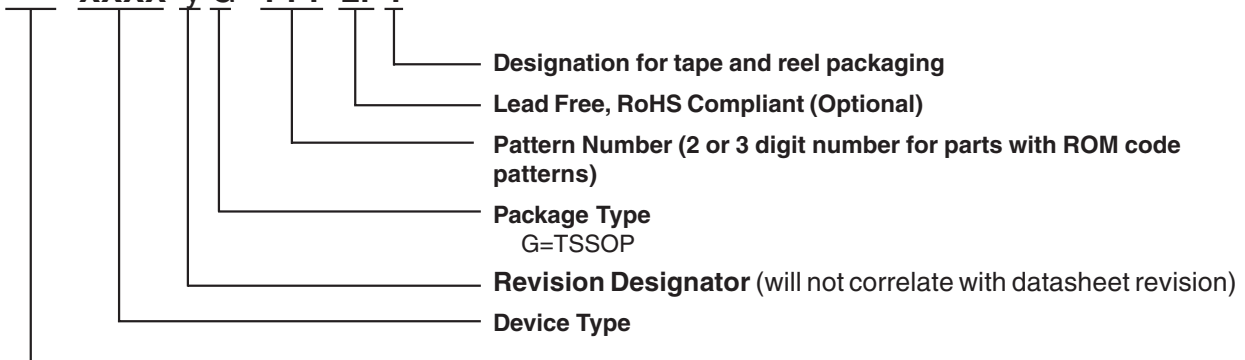 Designation for tape and reel packaging
Lead Free, RoHS Compliant (Optional)
Pattern Number (2 or 3 digit number for parts with ROM code
patterns)
Package Type
G=TSSOP
Revision Designator (will not correlate with datasheet revision)
Device Type